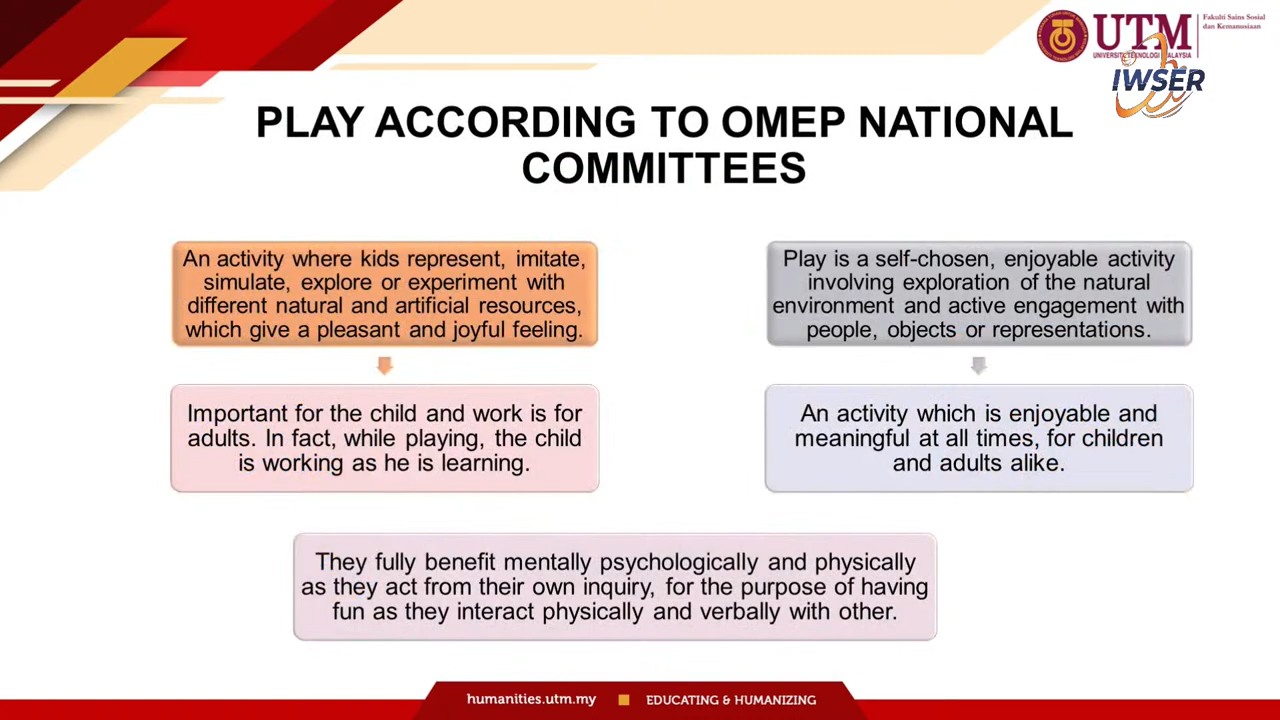 UTM
UNIVERSITI TEKNOLOGI MALAYSIA
Fakulti Sains Sosial
dan Kemanusiaan
IWSER
PLAY ACCORDING TO OMEP NATIONAL
COMMITTEES
An activity where kids represent, imitate,
simulate, explore or experiment with
different natural and artificial resources,
which give a pleasant and joyful feeling.
Important for the child and work is for
adults. In fact, while playing, the child
is working as he is learning.
Play is a self-chosen, enjoyable activity
involving exploration of the natural
environment and active engagement with
people, objects or representations.
An activity which is enjoyable and
meaningful at all times, for children
and adults alike.
They fully benefit mentally psychologically and physically
as they act from their own inquiry, for the purpose of having
fun as they interact physically and verbally with other.
humanities.utm.my
EDUCATING & HUMANIZING